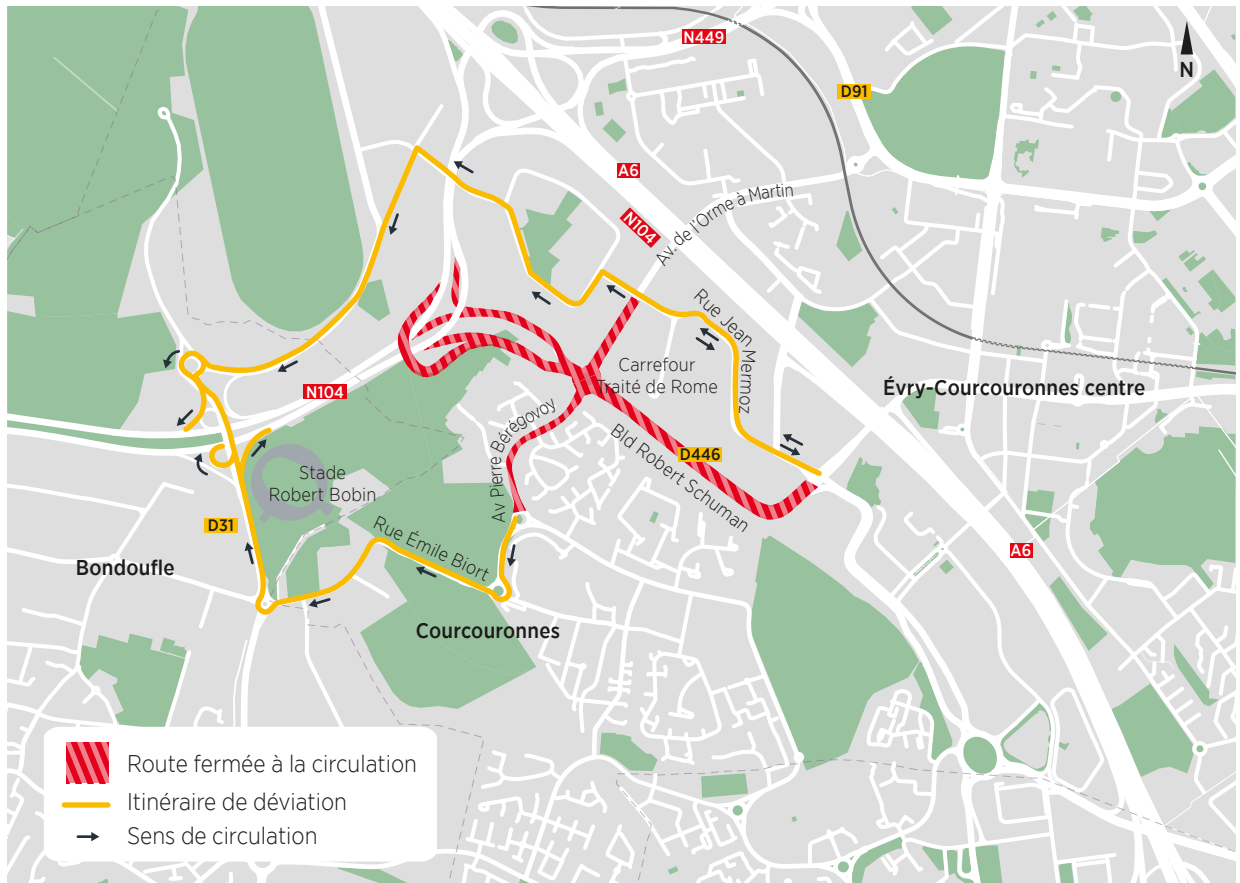 N449
N
D91
A6
Av. de l'Orme à Martin
N104
Rue Jean Mermoz
Carrefour
Traité de Rome
Évry-Courcouronnes centre
N104
Av Pierre Bérégovoy
D446
Bld Robert Schuman
Stade
Robert Bobin
D31
Rue Émile Biort
A6
Bondoufle
Courcouronnes
Route fermée à la circulation
Itinéraire de déviation
Sens de circulation